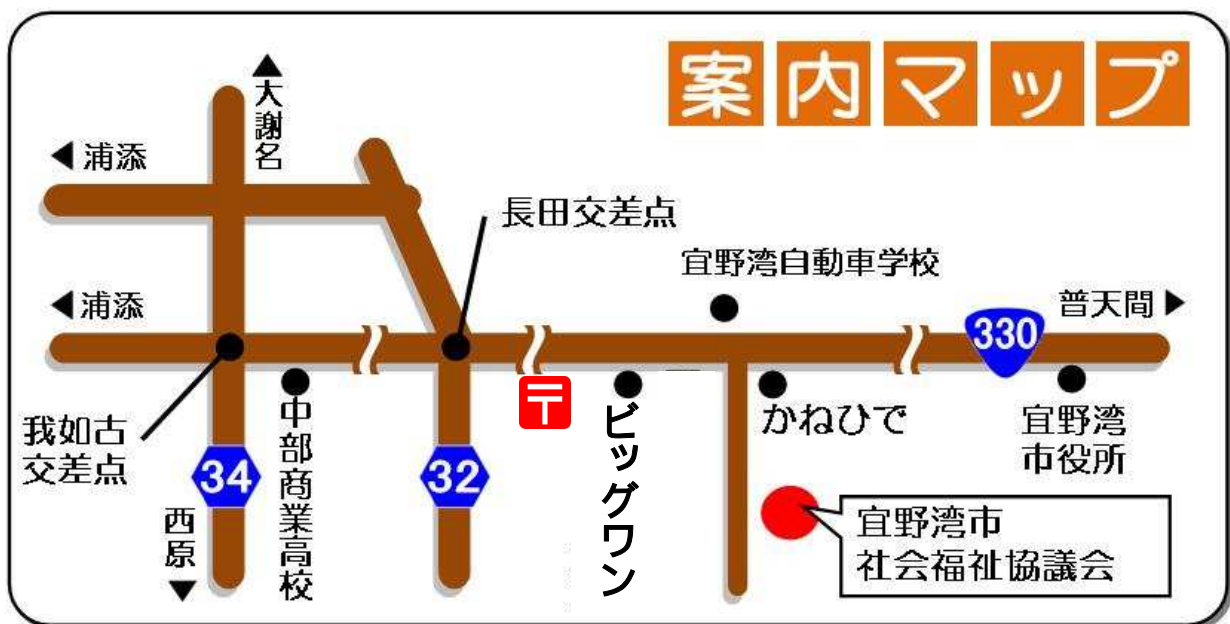 案内マップ
▲大謝名
◀浦添
長田交差点
宜野湾自動車学校
◀浦添
普天間▶
330
我如古
交差点
34
西原▼
中部商業高校
32
〒
ビッグワン
かねひで
宜野湾
市役所
宜野湾市
社会福祉協議会